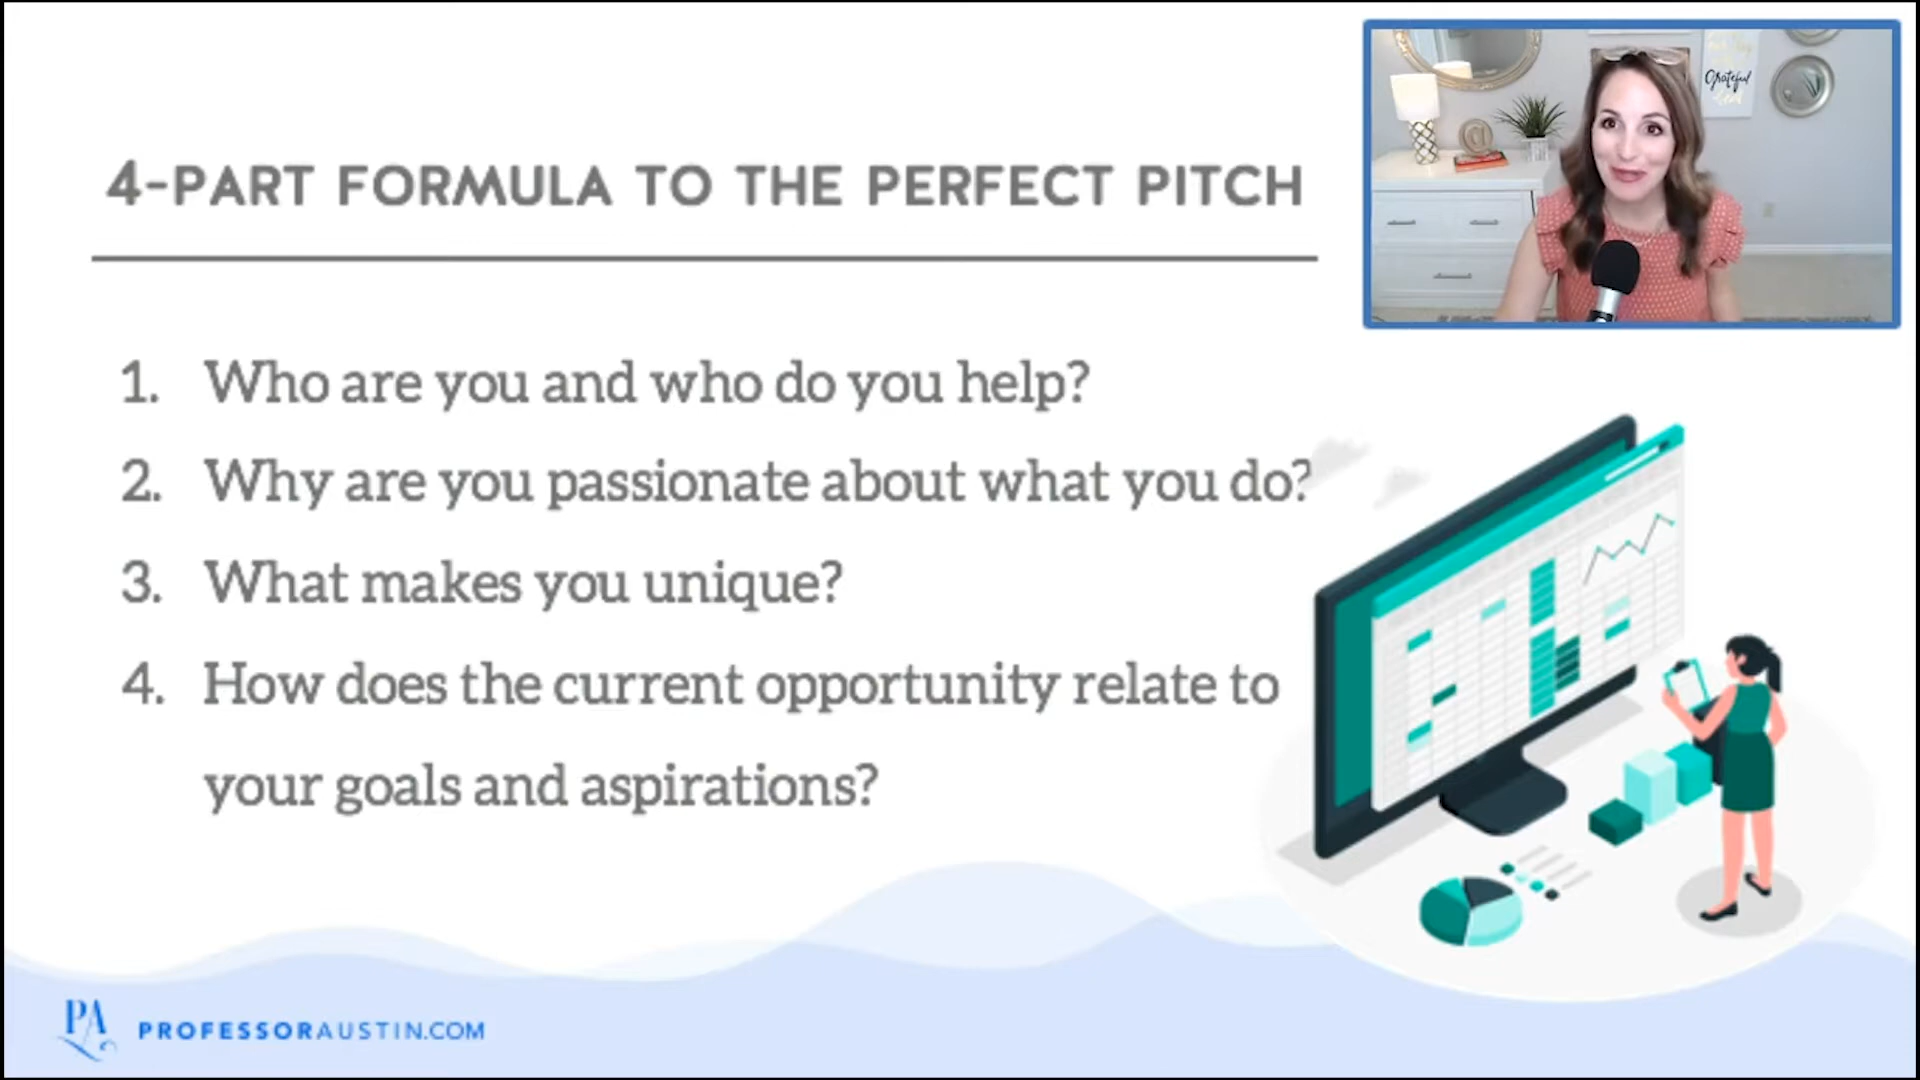 4-PART FORMULA TO THE PERFECT PITCH
Grateful
1. Who are you and who do you help?
2. Why are you passionate about what you do?
3. What makes you unique?
4. How does the current opportunity relate to
your goals and aspirations?
PA PROFESSORAUSTIN.COM